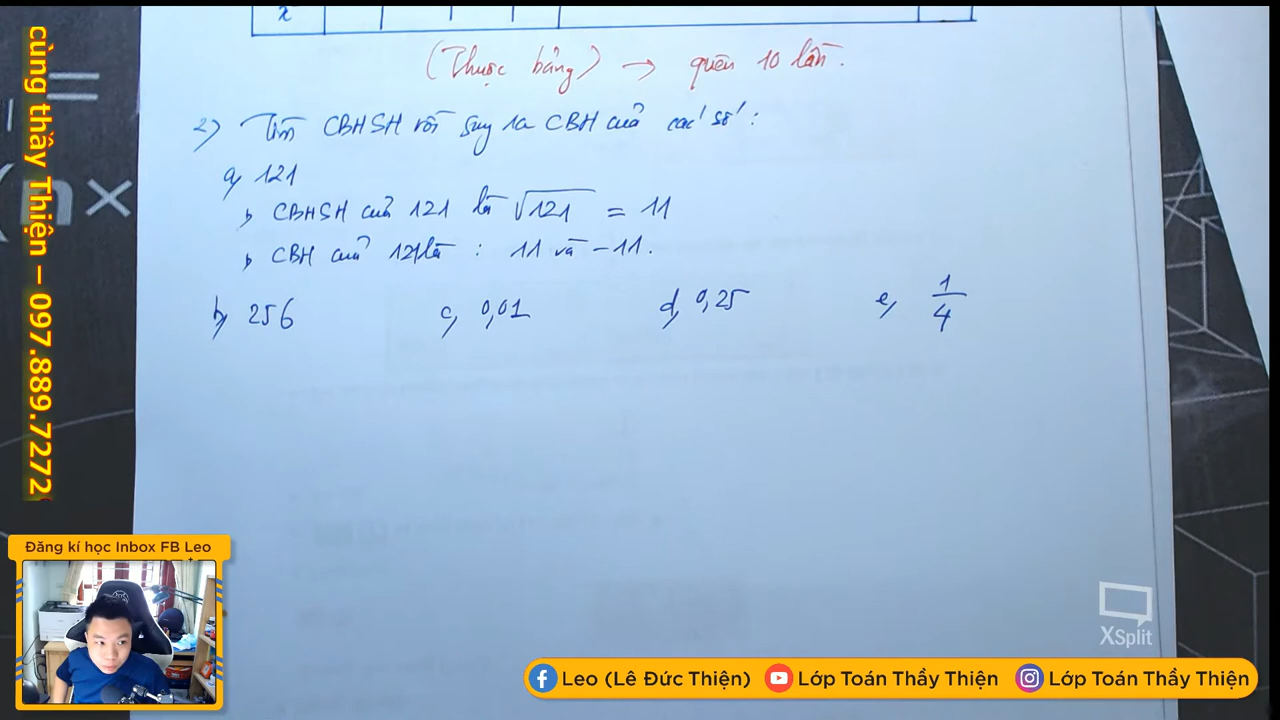 x
(Thuộc bảng) → quên 10 lần.
2) Tìm CBHSH rồi suy ra CBH của các số :
a, 121
CBHSH của 121 là √121 = 11
CBH của 121 là : 11 và -11.
b, 256 c, 0,01 d, 0,25 e, 1/4
cùng thầy Thiện – 097.889.7272
Đăng kí học Inbox FB Leo
XSplit
Leo (Lê Đức Thiện) Lớp Toán Thầy Thiện Lớp Toán Thầy Thiện